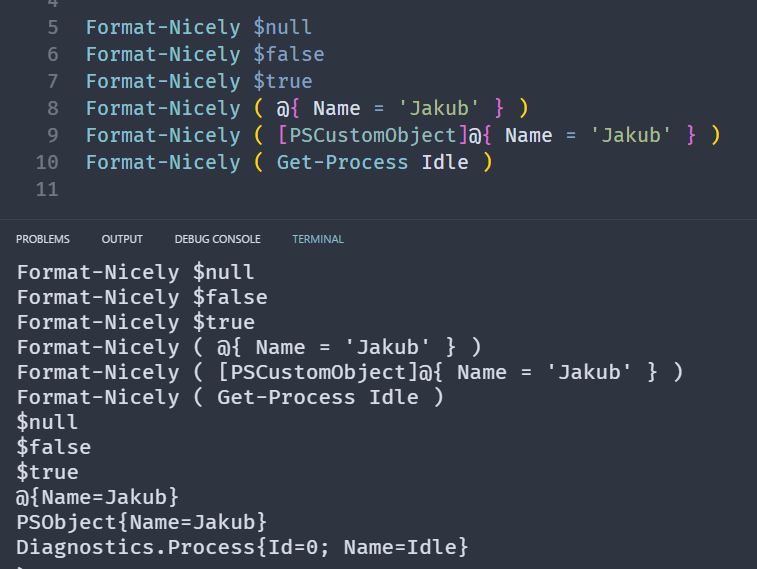 5 Format-Nicely $null
6 Format-Nicely $false
7 Format-Nicely $true
8 Format-Nicely ( @{ Name = 'Jakub' } )
9 Format-Nicely ( [PSCustomObject]@{ Name = 'Jakub' } )
10 Format-Nicely ( Get-Process Idle )
11
PROBLEMS OUTPUT DEBUG CONSOLE TERMINAL
Format-Nicely $null
Format-Nicely $false
Format-Nicely $true
Format-Nicely ( @{ Name = 'Jakub' } )
Format-Nicely ( [PSCustomObject]@{ Name = 'Jakub' } )
Format-Nicely ( Get-Process Idle )
$null
$false
$true
@{Name=Jakub}
PSObject{Name=Jakub}
Diagnostics.Process{Id=0; Name=Idle}